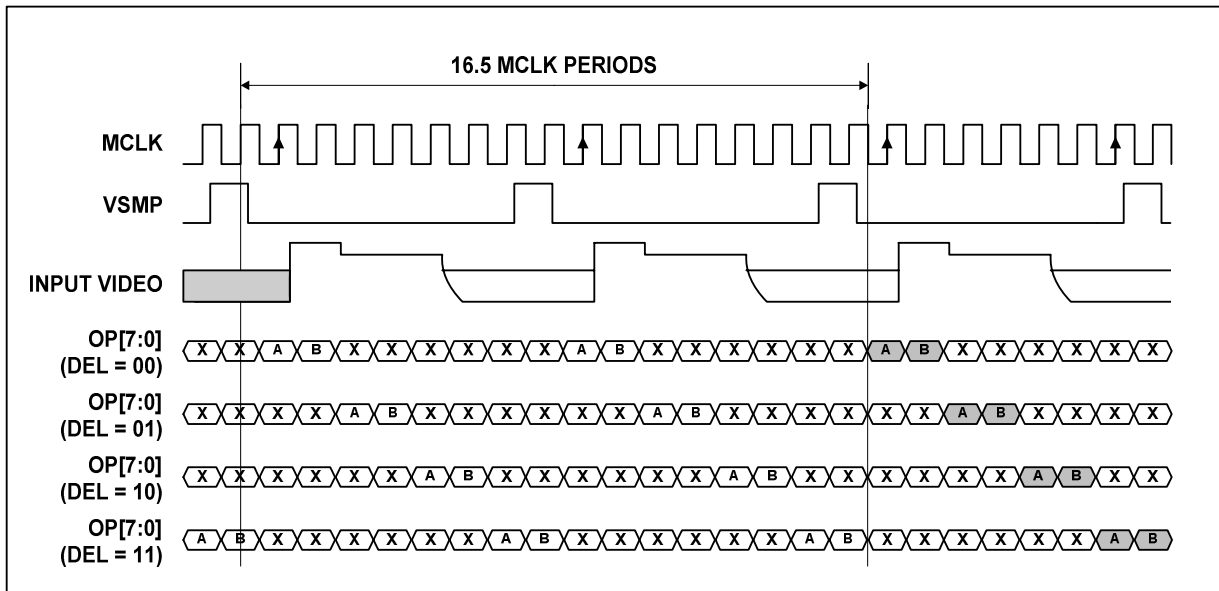 16.5 MCLK PERIODS
MCLK
VSMP
INPUT VIDEO
OP[7:0]
(DEL = 00)
X X A B X X X X X X A B X X X X X X A B X X X X X X
OP[7:0]
(DEL = 01)
X X X X A B X X X X X X A B X X X X X X A B X X X X
OP[7:0]
(DEL = 10)
X X X X X X A B X X X X X X A B X X X X X X A B X X
OP[7:0]
(DEL = 11)
A B X X X X X X A B X X X X X X A B X X X X X X A B